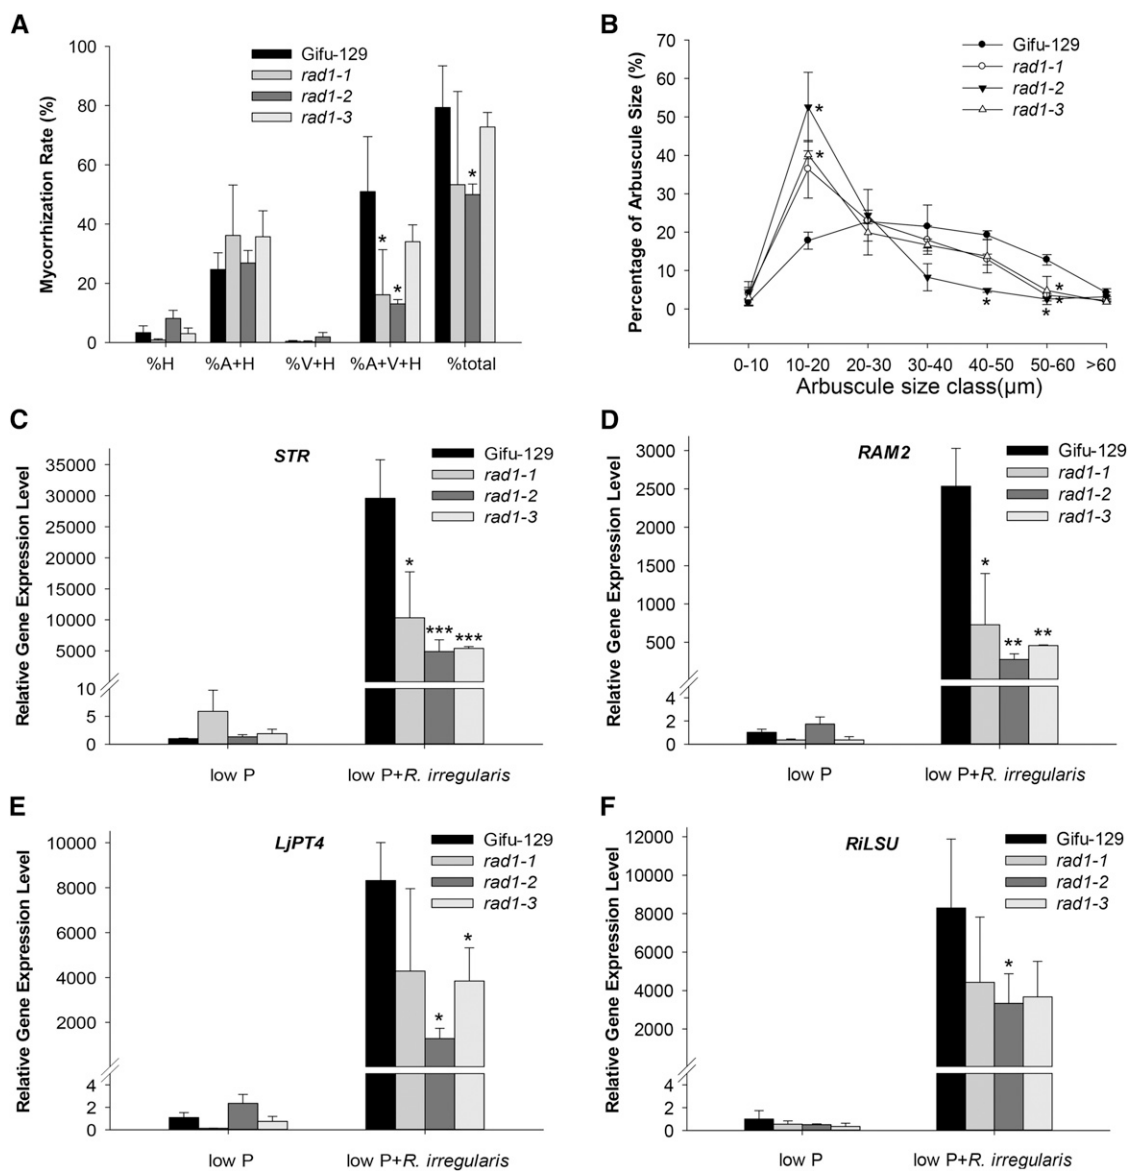 A
Mycorrhization Rate (%)
100
80
60
40
20
0
Gifu-129
rad1-1
rad1-2
rad1-3
*
*
*
%H %A+H %V+H %A+V+H %total
B
Percentage of Arbuscule Size (%)
70
60
50
40
30
20
10
0
Gifu-129
rad1-1
rad1-2
rad1-3
*
*
*
*
*
*
0-10 10-20 20-30 30-40 40-50 50-60 >60
Arbuscule size class(μm)
C
Relative Gene Expression Level
STR
35000
30000
25000
20000
15000
10000
5000
10
5
0
Gifu-129
rad1-1
rad1-2
rad1-3
*
*** ***
low P low P+R. irregularis
D
Relative Gene Expression Level
RAM2
3000
2500
2000
1500
1000
500
4
2
0
Gifu-129
rad1-1
rad1-2
rad1-3
*
** **
low P low P+R. irregularis
E
Relative Gene Expression Level
LjPT4
10000
8000
6000
4000
2000
4
2
0
Gifu-129
rad1-1
rad1-2
rad1-3
*
*
low P low P+R. irregularis
F
Relative Gene Expression Level
RiLSU
12000
10000
8000
6000
4000
2000
4
2
0
Gifu-129
rad1-1
rad1-2
rad1-3
*
low P low P+R. irregularis